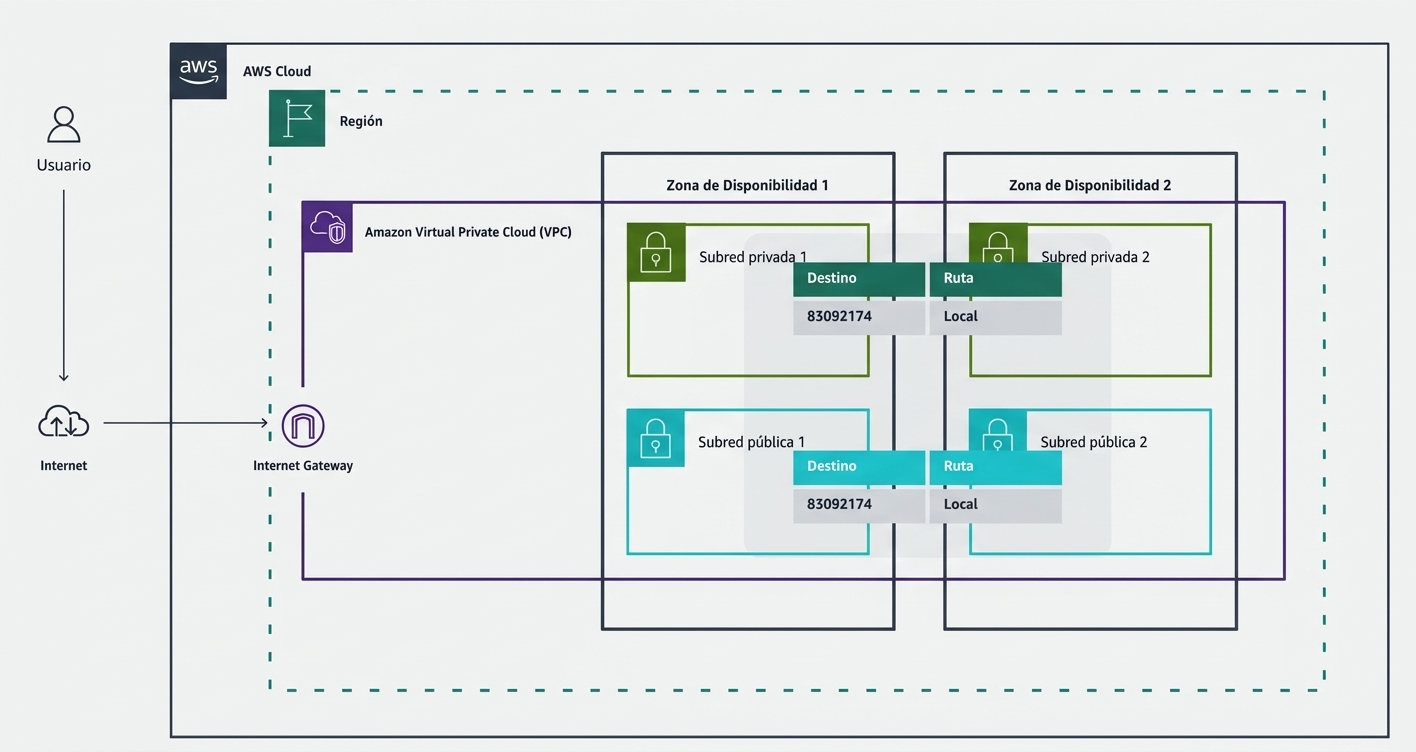 aws
AWS Cloud
Región
Usuario
Zona de Disponibilidad 1
Zona de Disponibilidad 2
Amazon Virtual Private Cloud (VPC)
Subred privada 1
Subred privada 2
Destino
Ruta
83092174
Local
Internet
Internet Gateway
Subred pública 1
Subred pública 2
Destino
Ruta
83092174
Local